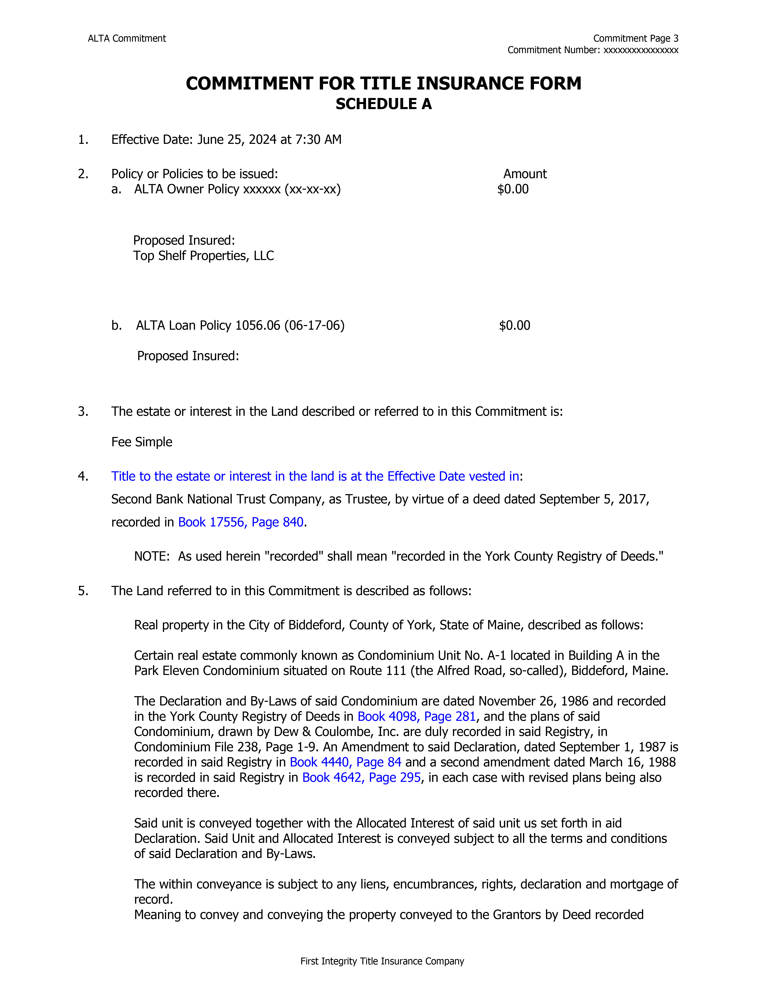 ALTA Commitment
Commitment Page 3
Commitment Number: xxxxxxxxxxxxxxxx
COMMITMENT FOR TITLE INSURANCE FORM
SCHEDULE A
1. Effective Date: June 25, 2024 at 7:30 AM
2. Policy or Policies to be issued: Amount
a. ALTA Owner Policy xxxxxx (xx-xx-xx) $0.00
Proposed Insured:
Top Shelf Properties, LLC
b. ALTA Loan Policy 1056.06 (06-17-06) $0.00
Proposed Insured:
3. The estate or interest in the Land described or referred to in this Commitment is:
Fee Simple
4. Title to the estate or interest in the land is at the Effective Date vested in:
Second Bank National Trust Company, as Trustee, by virtue of a deed dated September 5, 2017,
recorded in Book 17556, Page 840.
NOTE: As used herein "recorded" shall mean "recorded in the York County Registry of Deeds."
5. The Land referred to in this Commitment is described as follows:
Real property in the City of Biddeford, County of York, State of Maine, described as follows:
Certain real estate commonly known as Condominium Unit No. A-1 located in Building A in the
Park Eleven Condominium situated on Route 111 (the Alfred Road, so-called), Biddeford, Maine.
The Declaration and By-Laws of said Condominium are dated November 26, 1986 and recorded
in the York County Registry of Deeds in Book 4098, Page 281, and the plans of said
Condominium, drawn by Dew & Coulombe, Inc. are duly recorded in said Registry, in
Condominium File 238, Page 1-9. An Amendment to said Declaration, dated September 1, 1987 is
recorded in said Registry in Book 4440, Page 84 and a second amendment dated March 16, 1988
is recorded in said Registry in Book 4642, Page 295, in each case with revised plans being also
recorded there.
Said unit is conveyed together with the Allocated Interest of said unit us set forth in aid
Declaration. Said Unit and Allocated Interest is conveyed subject to all the terms and conditions
of said Declaration and By-Laws.
The within conveyance is subject to any liens, encumbrances, rights, declaration and mortgage of
record.
Meaning to convey and conveying the property conveyed to the Grantors by Deed recorded
First Integrity Title Insurance Company